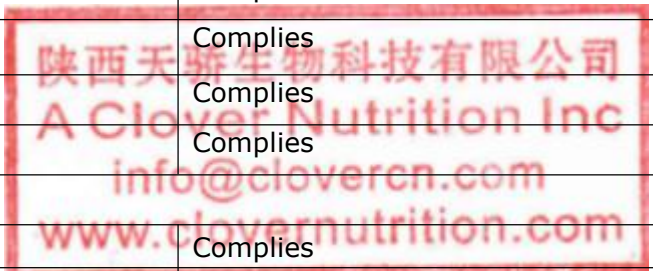 Complies
陕西天骄生物科技有限公司
Complies
A Clover Nutrition Inc
Complies
info@clovercn.com
www.clovernutrition.com
Complies